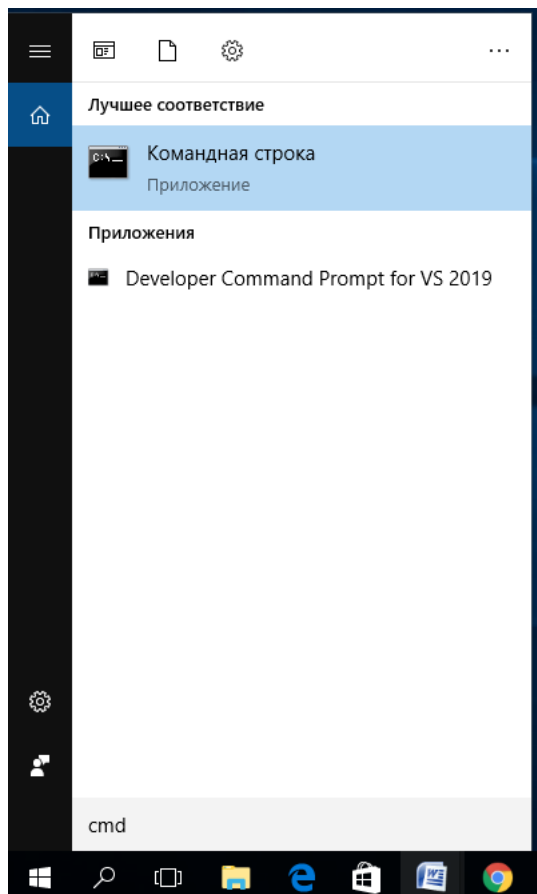 Лучшее соответствие
C:\_
Командная строка
Приложение
Приложения
Developer Command Prompt for VS 2019
cmd